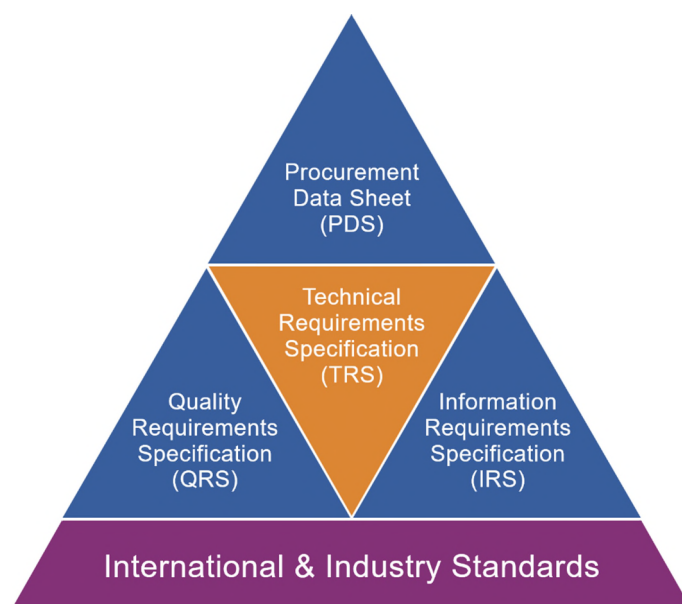 Procurement
Data Sheet
(PDS)
Technical
Requirements
Specification
(TRS)
Quality
Requirements
Specification
(QRS)
Information
Requirements
Specification
(IRS)
International & Industry Standards